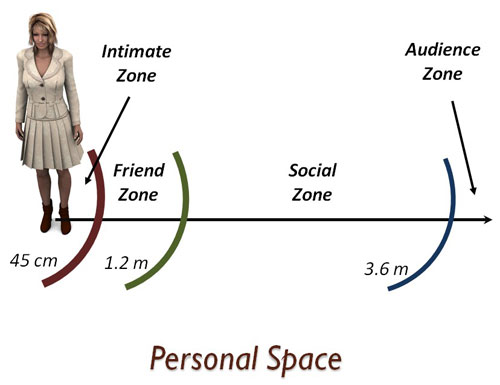 Intimate
Zone
Audience
Zone
Friend
Zone
Social
Zone
45 cm
1.2 m
3.6 m
Personal Space